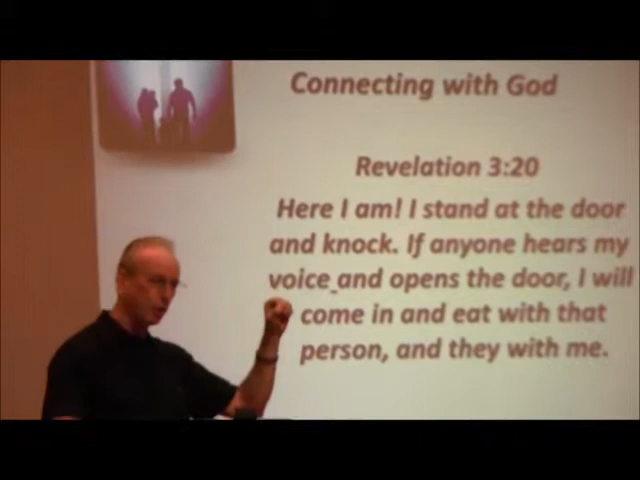 Connecting with God
Revelation 3:20
Here I am! I stand at the door
and knock. If anyone hears my
voice and opens the door, I will
come in and eat with that
person, and they with me.